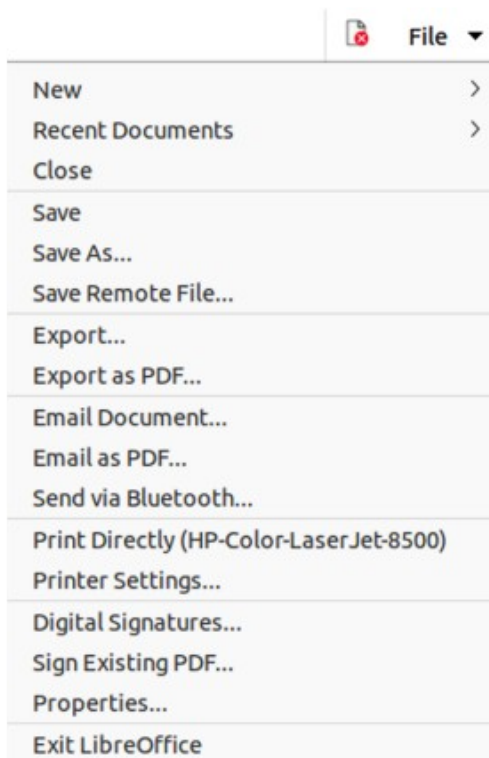 File
New
Recent Documents
Close
Save
Save As...
Save Remote File...
Export...
Export as PDF...
Email Document...
Email as PDF...
Send via Bluetooth...
Print Directly (HP-Color-LaserJet-8500)
Printer Settings...
Digital Signatures...
Sign Existing PDF...
Properties...
Exit LibreOffice